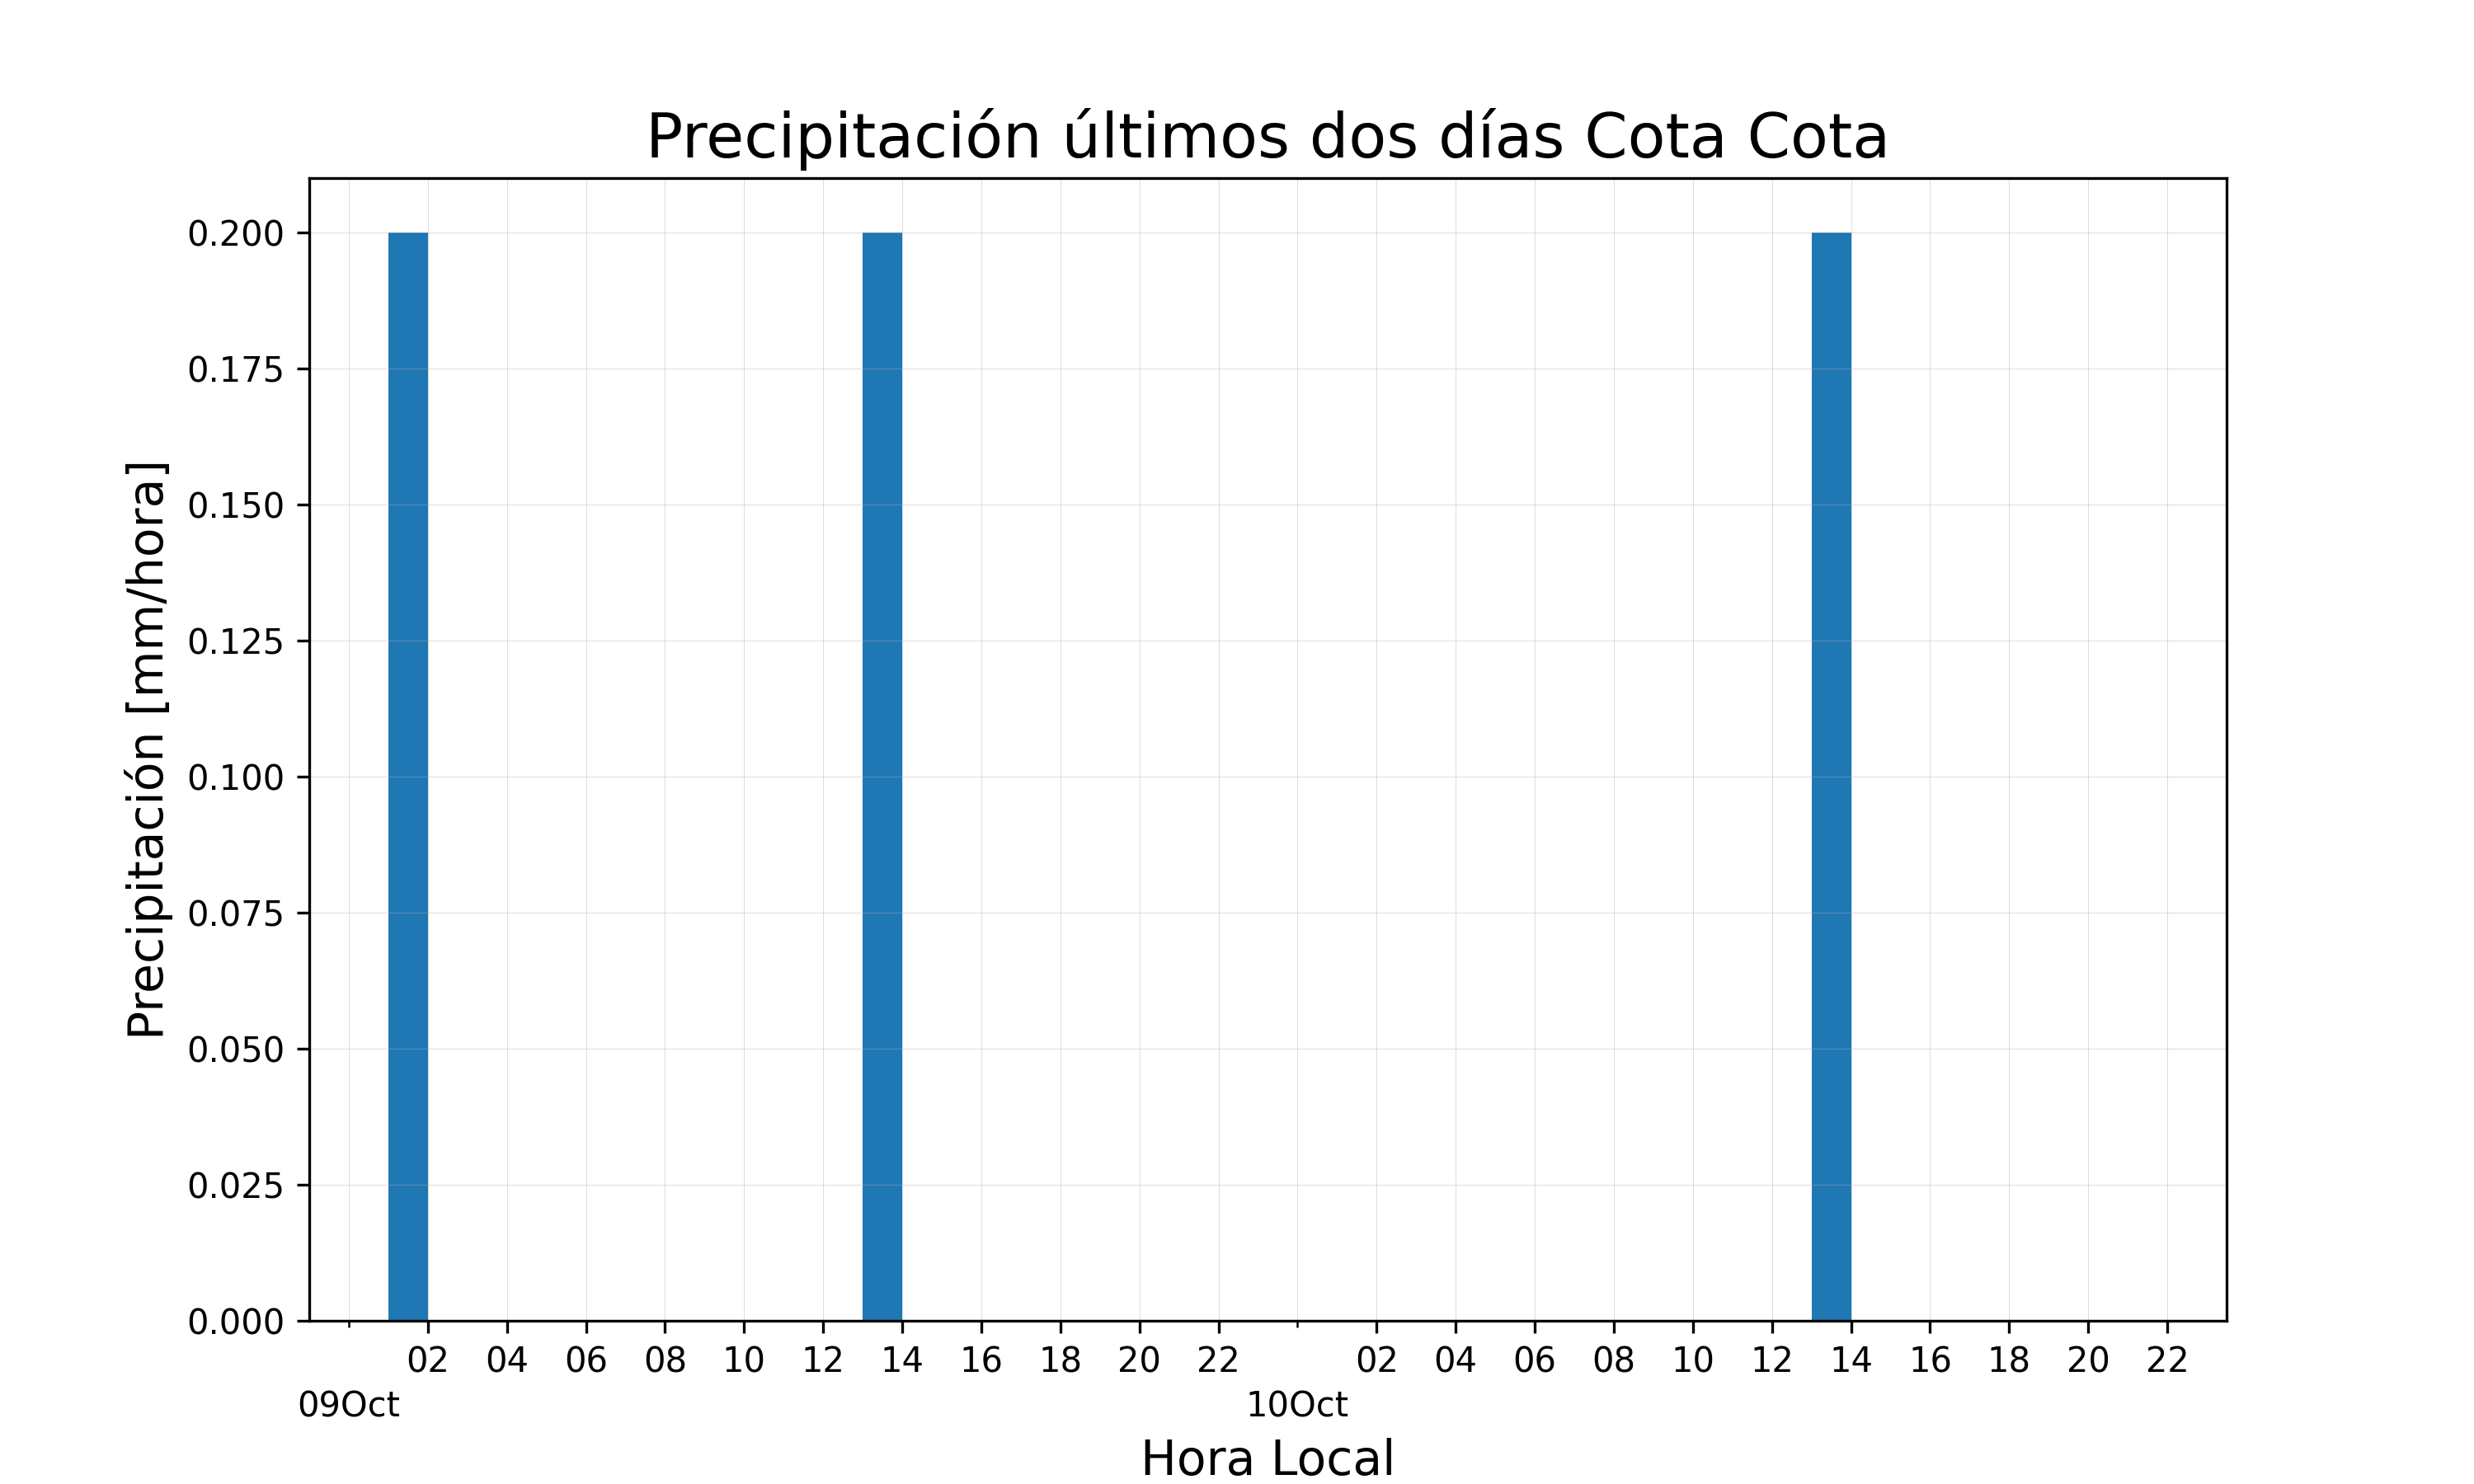 Precipitación últimos dos días Cota Cota
Precipitación [mm/hora]
0.200
0.175
0.150
0.125
0.100
0.075
0.050
0.025
0.000
02 04 06 08 10 12 14 16 18 20 22 02 04 06 08 10 12 14 16 18 20 22
09Oct 10Oct
Hora Local